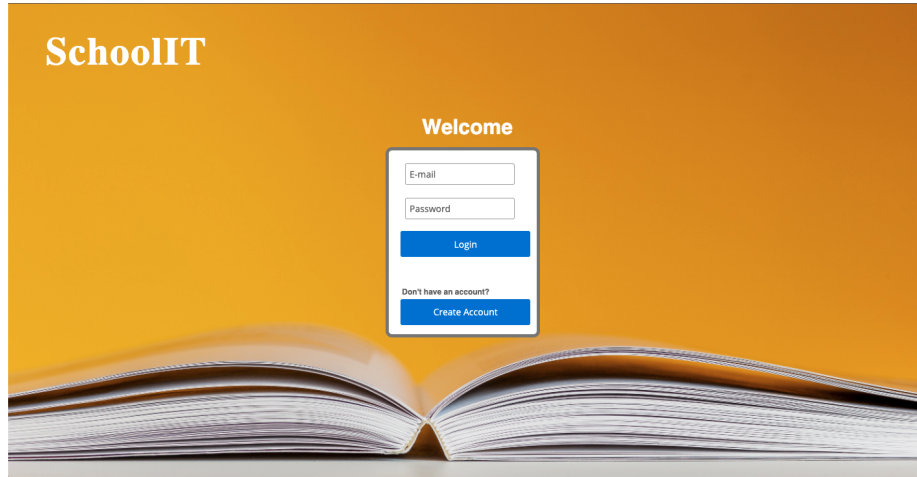 SchoolIT
Welcome
E-mail
Password
Login
Don't have an account?
Create Account